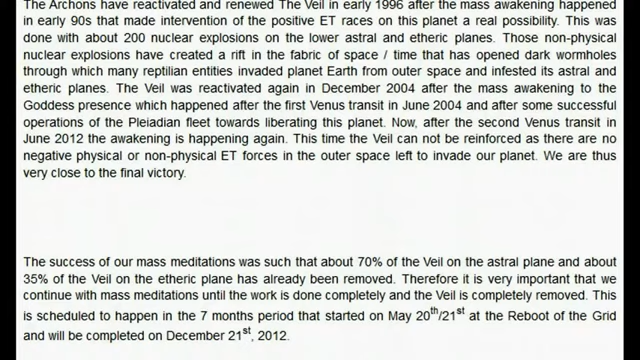 The Archons have reactivated and renewed The Veil in early 1996 after the mass awakening happened
in early 90s that made intervention of the positive ET races on this planet a real possibility. This was
done with about 200 nuclear explosions on the lower astral and etheric planes. Those non-physical
nuclear explosions have created a rift in the fabric of space / time that has opened dark wormholes
through which many reptilian entities invaded planet Earth from outer space and infested its astral and
etheric planes. The Veil was reactivated again in December 2004 after the mass awakening to the
Goddess presence which happened after the first Venus transit in June 2004 and after some successful
operations of the Pleiadian fleet towards liberating this planet. Now, after the second Venus transit in
June 2012 the awakening is happening again. This time the Veil can not be reinforced as there are no
negative physical or non-physical ET forces in the outer space left to invade our planet. We are thus
very close to the final victory.
The success of our mass meditations was such that about 70% of the Veil on the astral plane and about
35% of the Veil on the etheric plane has already been removed. Therefore it is very important that we
continue with mass meditations until the work is done completely and the Veil is completely removed. This
is scheduled to happen in the 7 months period that started on May 20th/21st at the Reboot of the Grid
and will be completed on December 21st, 2012.